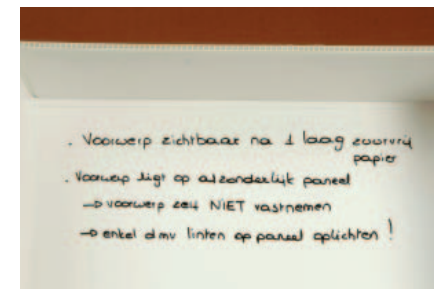 . Voorwerp zichtbaar na 1 laag zuurvrij
papier
. Voorwerp ligt op afzonderlijk paneel
→ voorwerp zelf NIET vastnemen
→ enkel dmv linten op paneel oplichten !